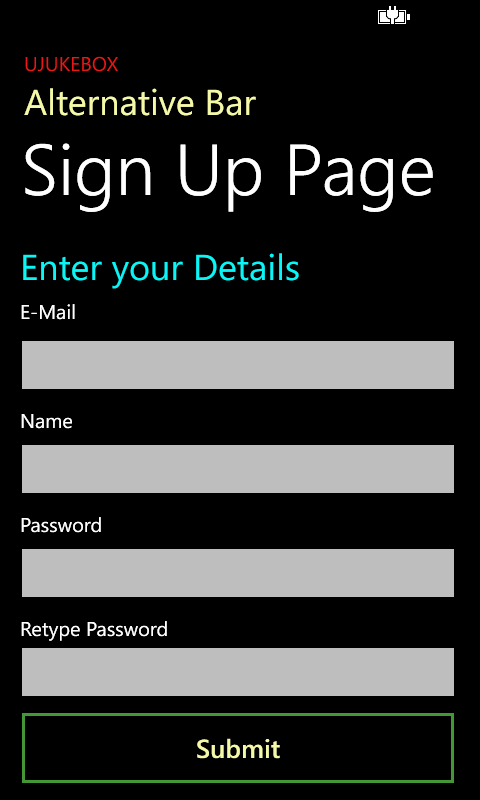 UJUKEBOX
Alternative Bar
Sign Up Page
Enter your Details
E-Mail
Name
Password
Retype Password
Submit